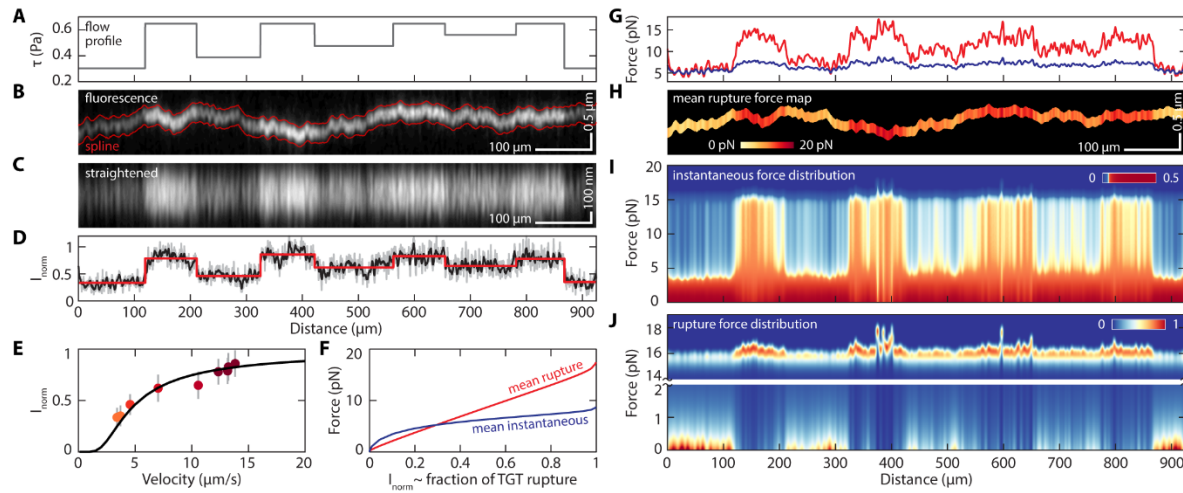 A
τ (Pa)
0.6
0.4
0.2
flow
profile
B
fluorescence
spline
100 μm
0.5 μm
C
straightened
100 μm
100 nm
D
I norm
1
0.5
0
0 100 200 300 400 500 600 700 800 900
Distance (μm)
E
I norm
1
0.5
0
0 5 10 15 20
Velocity (μm/s)
F
Force (pN)
20
10
0
mean rupture
mean instantaneous
0 0.2 0.4 0.6 0.8 1
I norm ~ fraction of TGT rupture
G
Force (pN)
15
10
5
H
mean rupture force map
0 pN 20 pN
100 μm
I
instantaneous force distribution
0 0.5
Force (pN)
20
15
10
5
0
J
rupture force distribution
0 1
Force (pN)
18
16
14
2
1
0
0 100 200 300 400 500 600 700 800 900
Distance (μm)